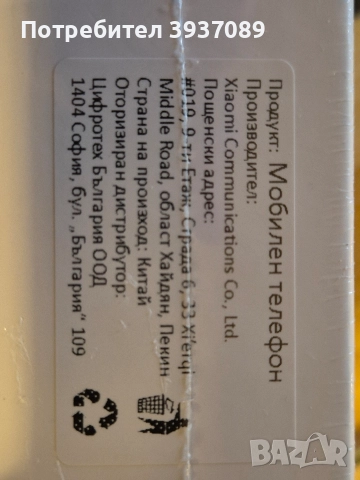 Потребител 3937089
Продукт: Мобилен телефон
Производител:
Xiaomi Communications Co., Ltd.
Пощенски адрес:
#019, 9-ти Етаж, Сграда 6, 33 Xi'erqi
Middle Road, област Хайдян, Пекин
Страна на произход: Китай
Оторизиран дистрибутор:
Цифротех България ООД
1404 София, бул. „България" 109
BAZAR